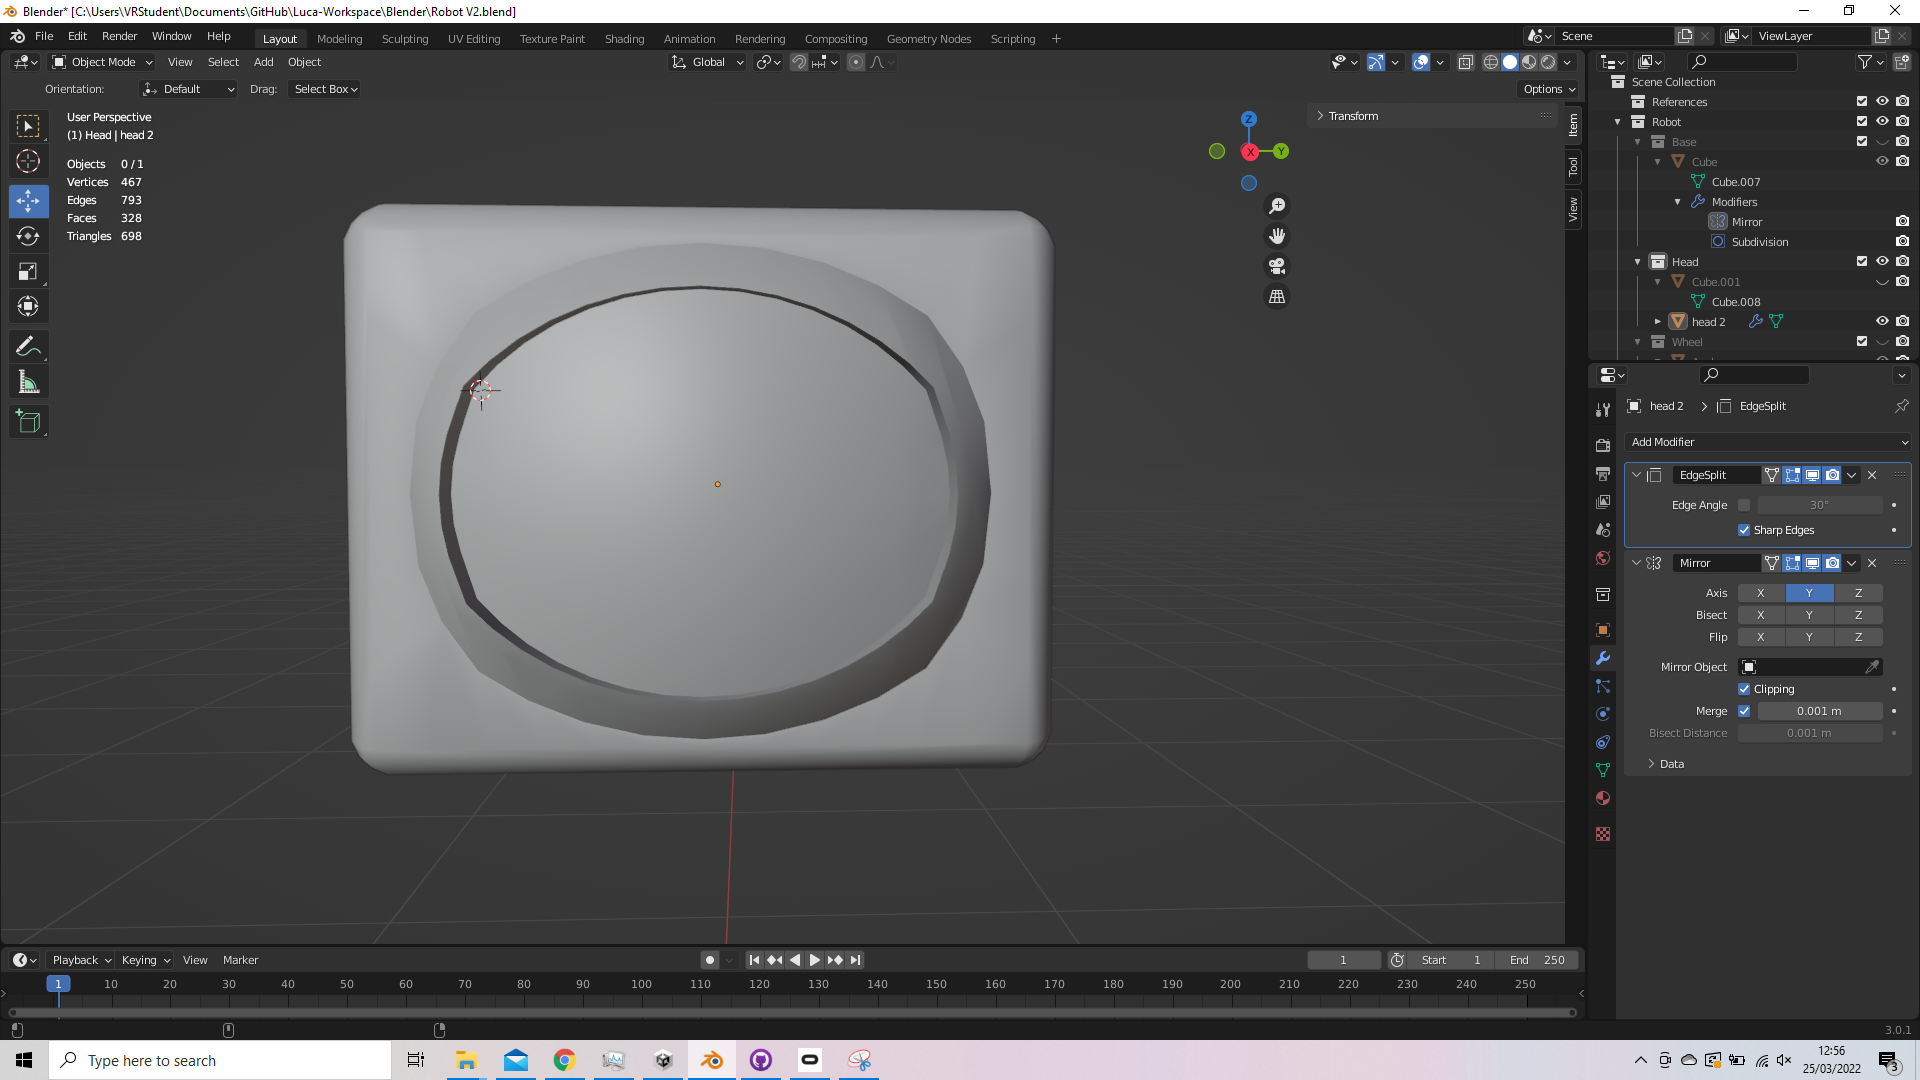 Blender* [C:\Users\VRStudent\Documents\GitHub\Luca-Workspace\Blender\Robot V2.blend]
File Edit Render Window Help Layout Modeling Sculpting UV Editing Texture Paint Shading Animation Rendering Compositing Geometry Nodes Scripting + Scene ViewLayer
Object Mode View Select Add Object Global
Orientation: Default Drag: Select Box Options
User Perspective
(1) Head | head 2
Objects 0 / 1
Vertices 467
Edges 793
Faces 328
Triangles 698
Z
X
Y
Transform
Item
Tool
View
Scene Collection
References
Robot
Base
Cube
Cube.007
Modifiers
Mirror
Subdivision
Head
Cube.001
Cube.008
head 2
Wheel
head 2 > EdgeSplit
Add Modifier
EdgeSplit
Edge Angle 30°
Sharp Edges
Mirror
Axis X Y Z
Bisect X Y Z
Flip X Y Z
Mirror Object
Clipping
Merge 0.001 m
Bisect Distance 0.001 m
Data
Playback Keying View Marker 1 Start 1 End 250
1 10 20 30 40 50 60 70 80 90 100 110 120 130 140 150 160 170 180 190 200 210 220 230 240 250
3.0.1
Type here to search
12:56
25/03/2022
3